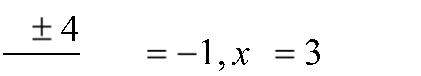 ± 4
= −1, x = 3